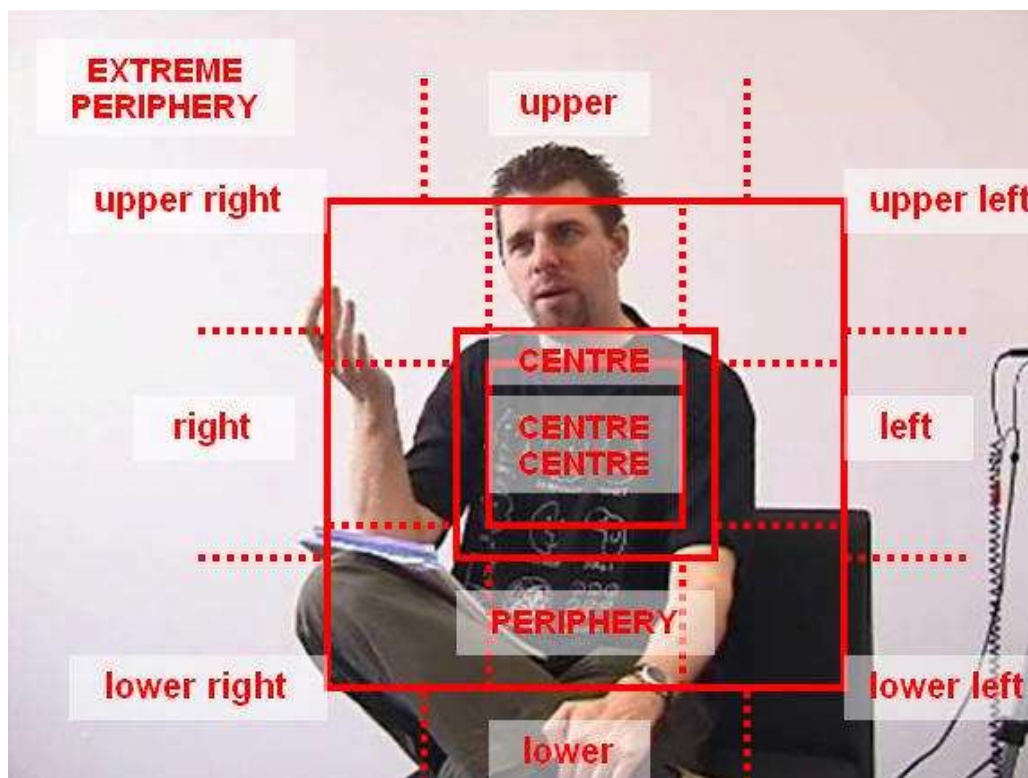 EXTREME
PERIPHERY
upper
upper right
upper left
CENTRE
right
CENTRE
CENTRE
left
PERIPHERY
lower right
lower left
lower